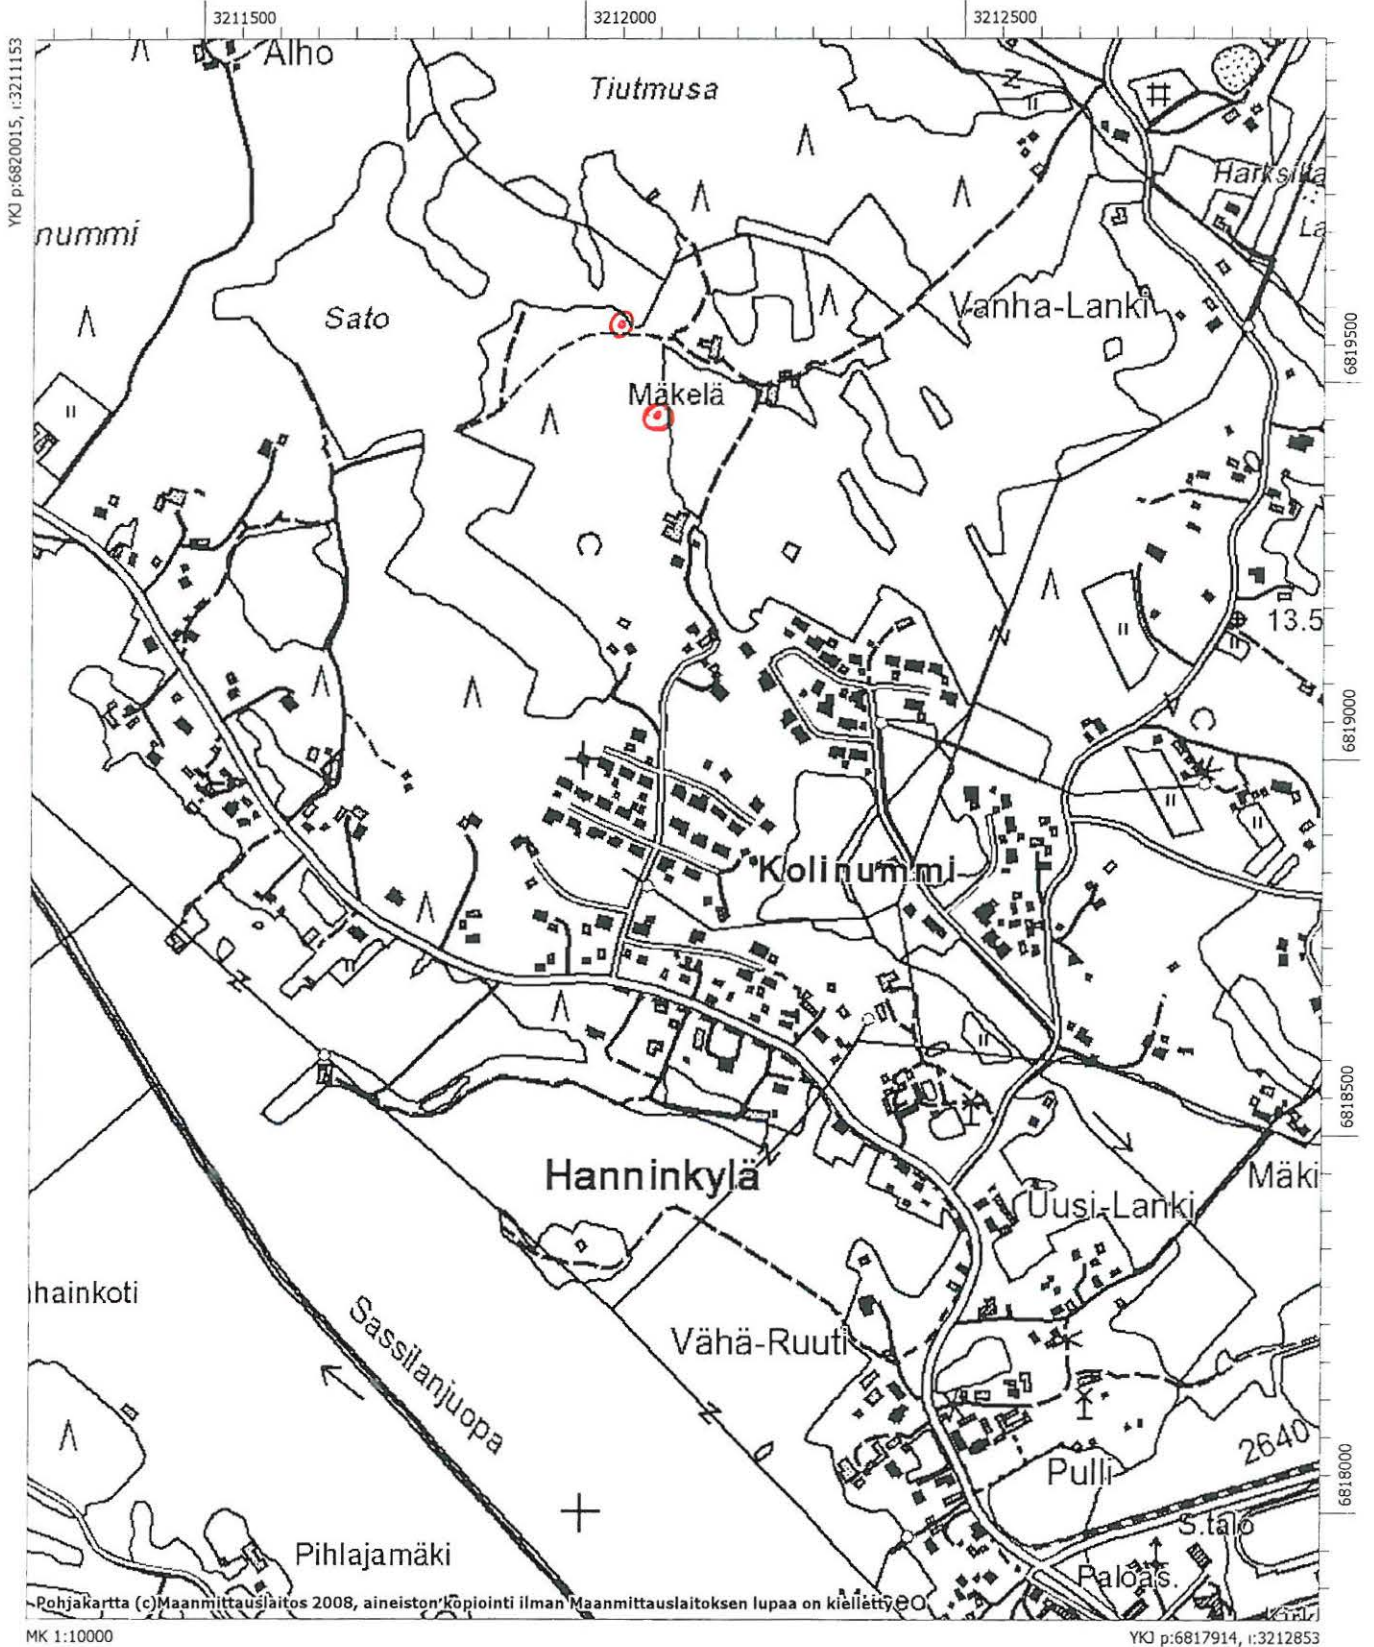 3211500
3212000
3212500
YKJ p:6820015, i:3211153
Alho
Tiutmusa
Harksilta
La
nummi
Sato
Vanha-Lanki
6819500
Mäkelä
13.5
6819000
Kolinummi
6818500
Hanninkylä
Mäki
Uusi-Lanki
hainkoti
Sassilanjuopa
Vähä-Ruuti
2640
Pulli
6818000
S.talo
Pihlajamäki
Paloas.
Pohjakartta (c)Maanmittauslaitos 2008, aineiston kopiointi ilman Maanmittauslaitoksen lupaa on kielletty
MK 1:10000
YKJ p:6817914, i:3212853